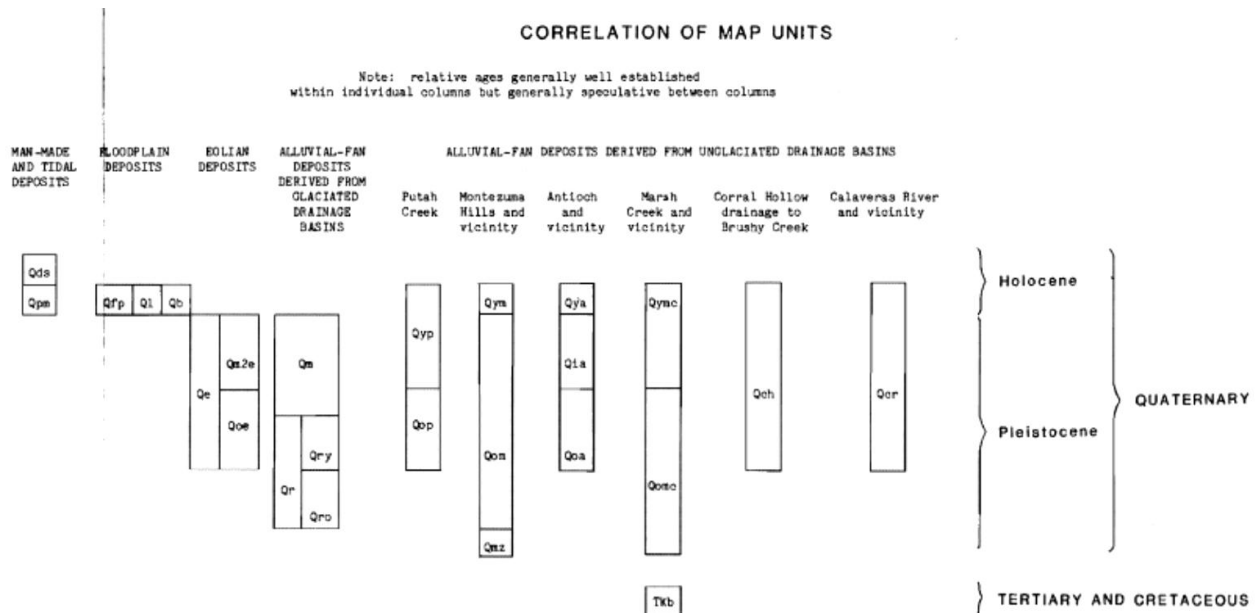 CORRELATION OF MAP UNITS
Note: relative ages generally well established
within individual columns but generally speculative between columns
MAN-MADE
AND TIDAL
DEPOSITS
FLOODPLAIN
DEPOSITS
EOLIAN
DEPOSITS
ALLUVIAL-FAN
DEPOSITS
DERIVED FROM
GLACIATED
DRAINAGE
BASINS
ALLUVIAL-FAN DEPOSITS DERIVED FROM UNGLACIATED DRAINAGE BASINS
Putah
Creek
Montezuma
Hills and
vicinity
Antioch
and
vicinity
Marsh
Creek and
vicinity
Corral Hollow
drainage to
Brushy Creek
Calaveras River
and vicinity
Qds
Qpm
Qfp Ql Qb
Qe
Qm2e
Qoe
Qm
Qr
Qry
Qro
Qyp
Qop
Qym
Qom
Qmz
Qya
Qia
Qoa
Qymc
Qomc
TKb
Qch
Qcr
Holocene
Pleistocene
QUATERNARY
TERTIARY AND CRETACEOUS